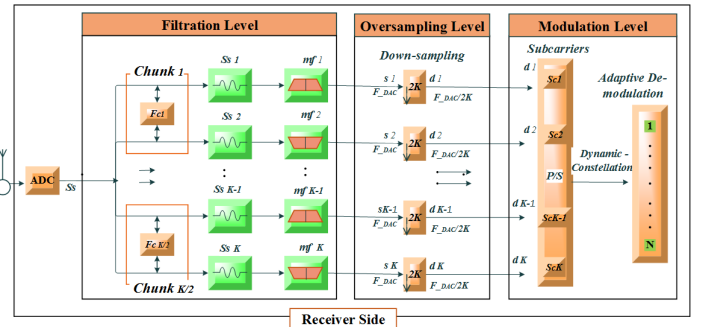 Filtration Level
Oversampling Level
Modulation Level
Chunk 1
Ss 1
mf 1
Down-sampling
Subcarriers
s 1
F_DAC
2K
d 1
F_DAC/2K
d 1
Sc1
Adaptive De-
modulation
Fc1
Ss 2
mf 2
s 2
F_DAC
2K
d 2
F_DAC/2K
d 2
Sc2
1
ADC
Ss
Dynamic -
Constellation
P/S
Ss K-1
mf K-1
sK-1
F_DAC
2K
d K-1
F_DAC/2K
d K-1
ScK-1
Fc K/2
Ss K
mf K
s K
F_DAC
2K
d K
F_DAC/2K
d K
ScK
N
Chunk K/2
Receiver Side